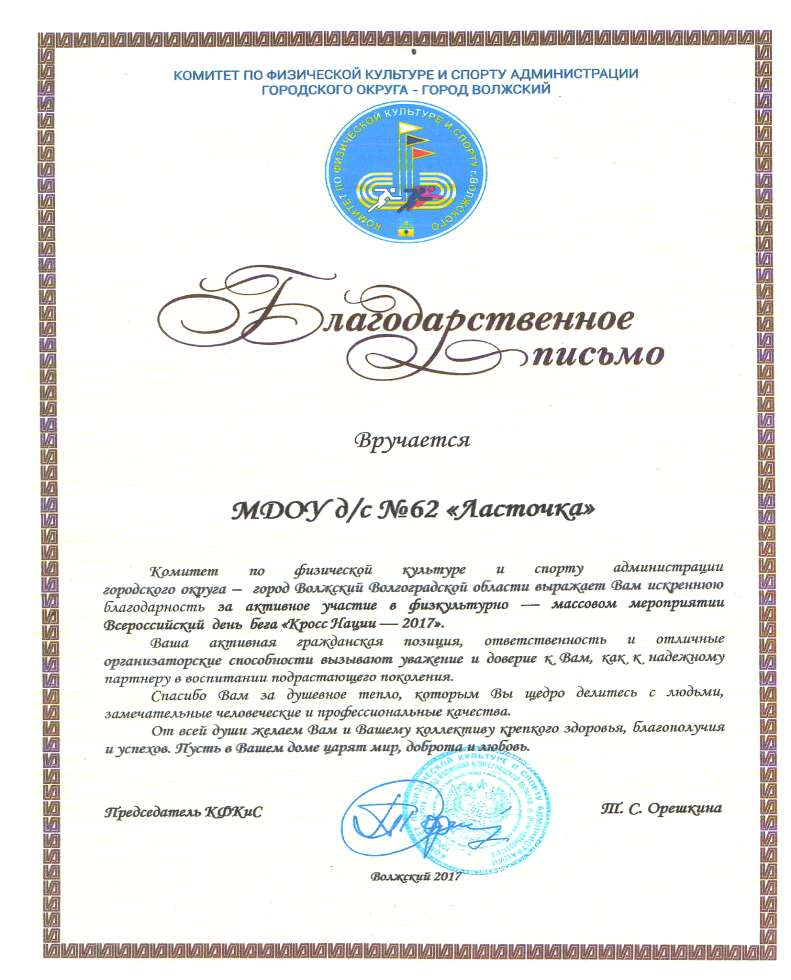 КОМИТЕТ ПО ФИЗИЧЕСКОЙ КУЛЬТУРЕ И СПОРТУ АДМИНИСТРАЦИИ
ГОРОДСКОГО ОКРУГА - ГОРОД ВОЛЖСКИЙ
КОМИТЕТ ПО ФИЗИЧЕСКОЙ КУЛЬТУРЕ И СПОРТУ г.ВОЛЖСКОГО
Благодарственное
письмо
Вручается
МДОУ д/с №62 «Ласточка»
Комитет по физической культуре и спорту администрации
городского округа – город Волжский Волгоградской области выражает Вам искреннюю
благодарность за активное участие в физкультурно — массовом мероприятии
Всероссийский день бега «Кросс Нации — 2017».
Ваша активная гражданская позиция, ответственность и отличные
организаторские способности вызывают уважение и доверие к Вам, как к надежному
партнеру в воспитании подрастающего поколения.
Спасибо Вам за душевное тепло, которым Вы щедро делитесь с людьми,
замечательные человеческие и профессиональные качества.
От всей души желаем Вам и Вашему коллективу крепкого здоровья, благополучия
и успехов. Пусть в Вашем доме царят мир, доброта и любовь.
Председатель КФКиС
Т. С. Орешкина
Волжский 2017